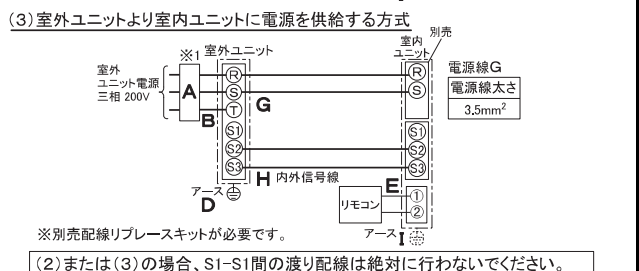 (3)室外ユニットより室内ユニットに電源を供給する方式
別売
※1 室外ユニット
室内
ユニット
室外
ユニット電源
三相 200V
A
B
R
S
T
S1
S2
S3
G
H 内外信号線
R
S
S1
S2
S3
電源線G
電源線太さ
3.5mm²
アース
D
E
リモコン
①
②
アース I
※別売配線リプレースキットが必要です。
(2)または(3)の場合、S1-S1間の渡り配線は絶対に行わないでください。